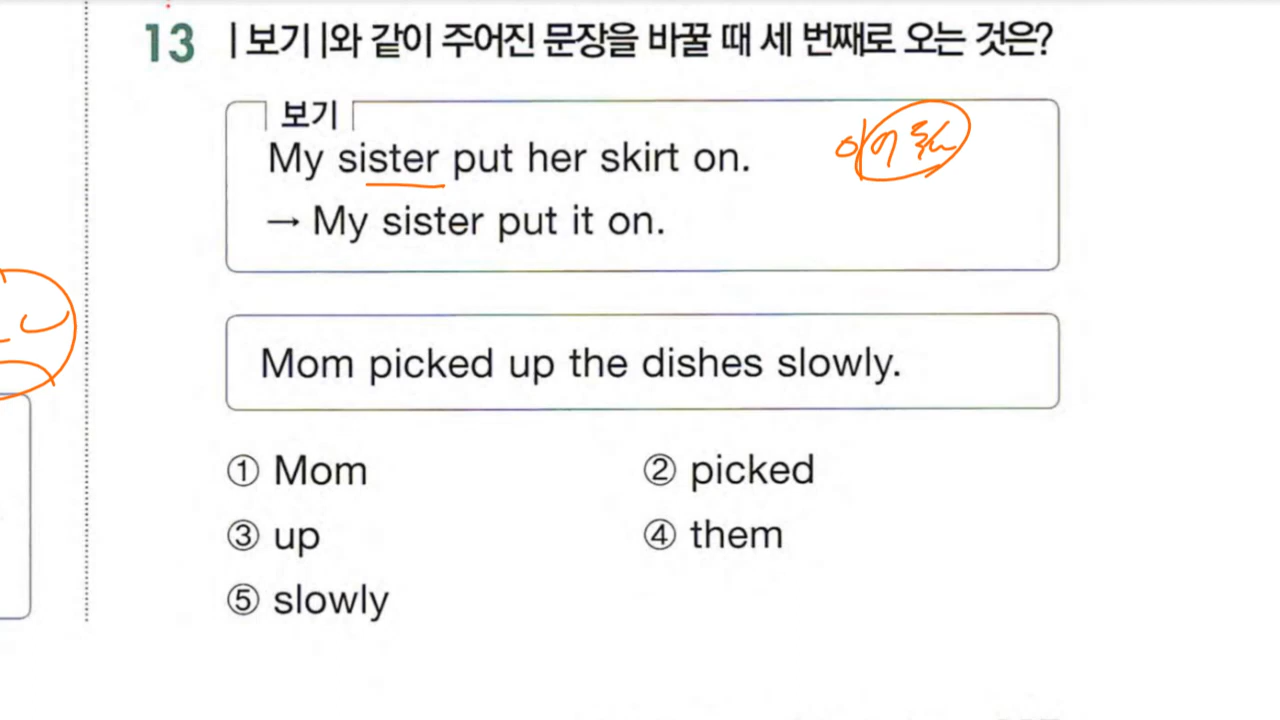 13 | 보기 |와 같이 주어진 문장을 바꿀 때 세 번째로 오는 것은?
보기
My sister put her skirt on.
→ My sister put it on.
Mom picked up the dishes slowly.
① Mom
② picked
③ up
④ them
⑤ slowly